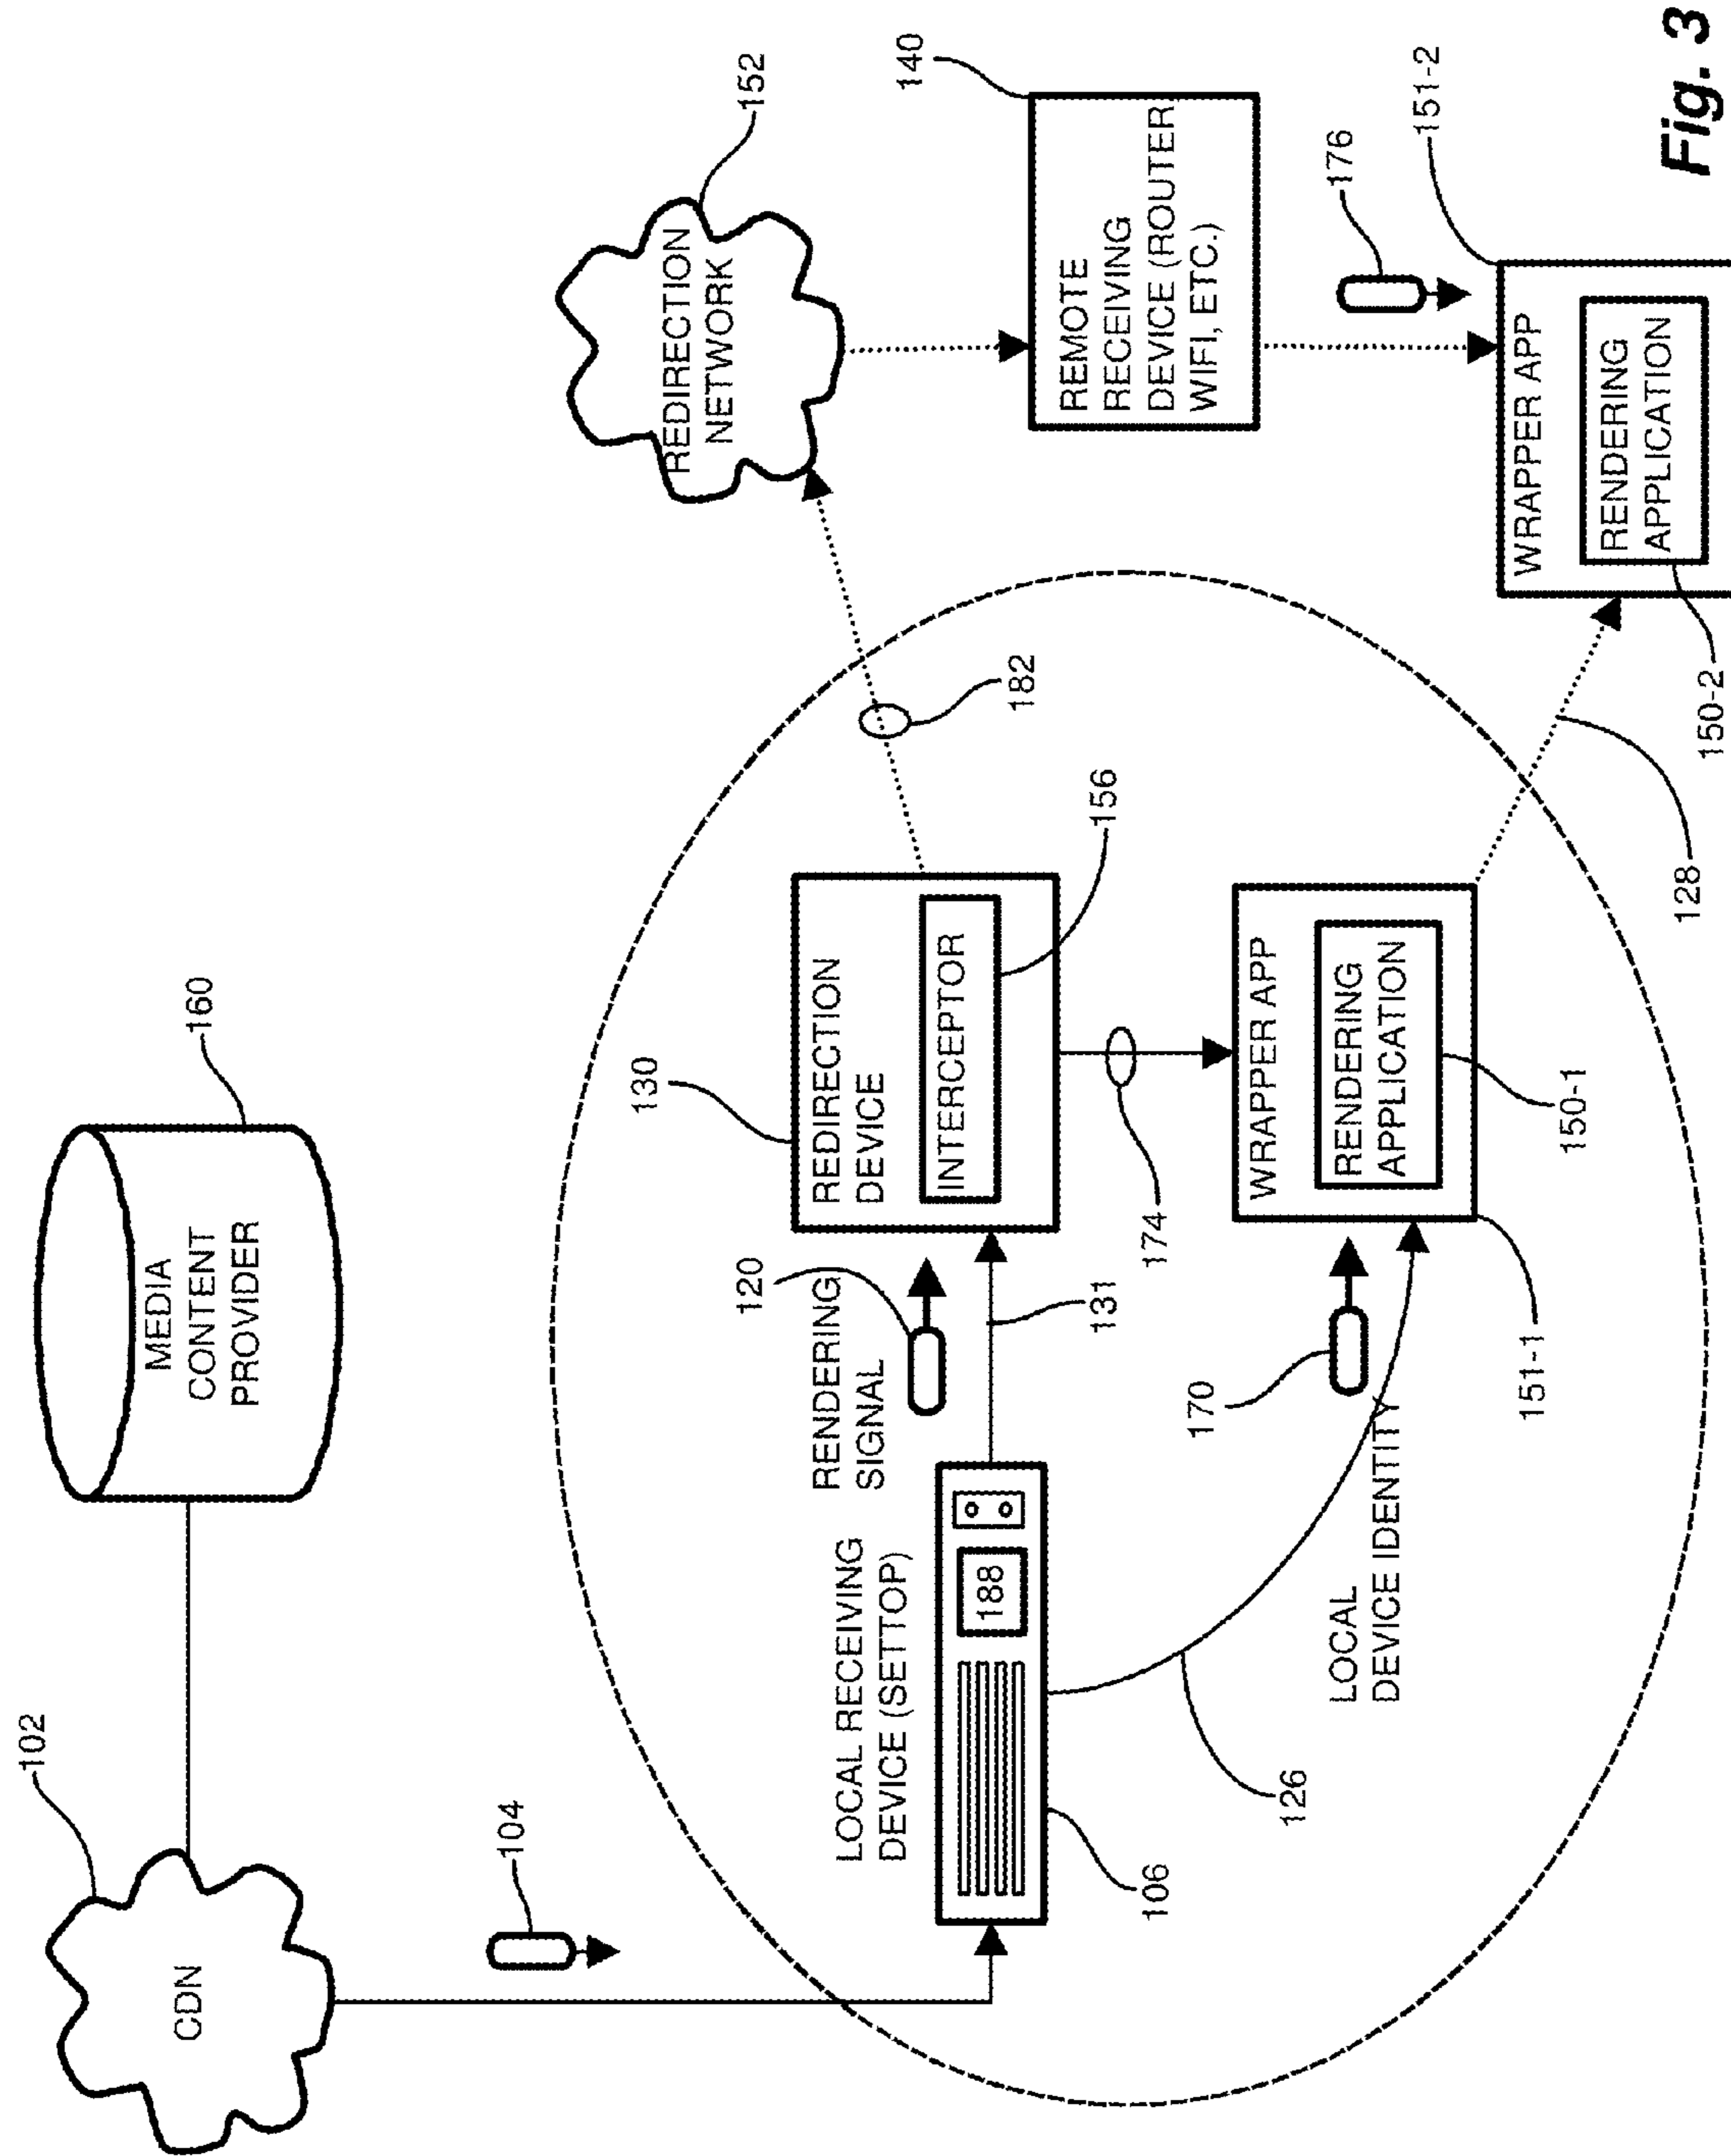 102
CDN
104
MEDIA
CONTENT
PROVIDER
160
LOCAL RECEIVING
DEVICE (SETTOP)
188
106
126
RENDERING
SIGNAL
120
131
130
REDIRECTION
DEVICE
INTERCEPTOR
156
174
182
LOCAL
DEVICE IDENTITY
170
WRAPPER APP
RENDERING
APPLICATION
151-1
150-1
128
REDIRECTION
NETWORK
152
140
REMOTE
RECEIVING
DEVICE (ROUTER,
WIFI, ETC.)
176
151-2
WRAPPER APP
RENDERING
APPLICATION
150-2
Fig. 3